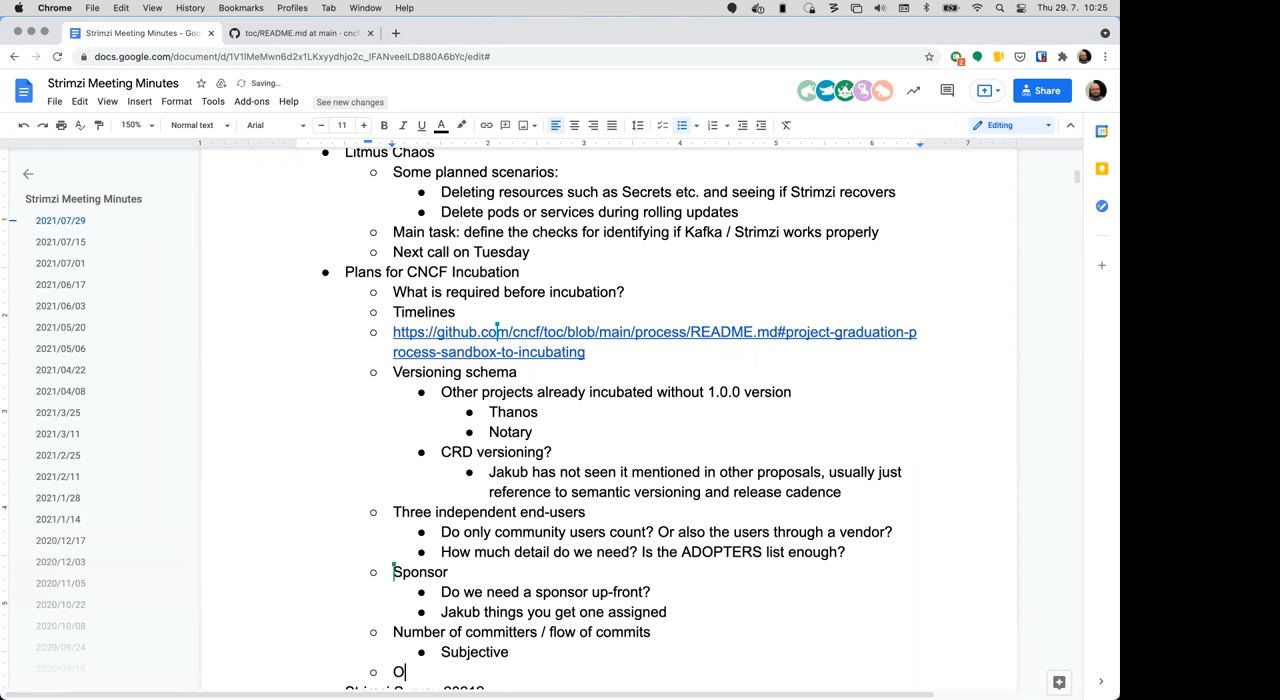 Chrome File Edit View History Bookmarks Profiles Tab Window Help Thu 29. 7. 10:25
Strimzi Meeting Minutes - Goo toc/README.md at main · cncf
docs.google.com/document/d/1V1lMeMwn6d2x1LKxyydhjo2c_IFANveelLD880A6bYc/edit#
Strimzi Meeting Minutes Saving...
File Edit View Insert Format Tools Add-ons Help See new changes
Share
150% Normal text Arial 11 B I U A Editing
1 1 2 3 4 5 6 7
Litmus Chaos
Some planned scenarios:
Deleting resources such as Secrets etc. and seeing if Strimzi recovers
Delete pods or services during rolling updates
Main task: define the checks for identifying if Kafka / Strimzi works properly
Next call on Tuesday
Plans for CNCF Incubation
What is required before incubation?
Timelines
https://github.com/cncf/toc/blob/main/process/README.md#project-graduation-p
rocess-sandbox-to-incubating
Versioning schema
Other projects already incubated without 1.0.0 version
Thanos
Notary
CRD versioning?
Jakub has not seen it mentioned in other proposals, usually just
reference to semantic versioning and release cadence
Three independent end-users
Do only community users count? Or also the users through a vendor?
How much detail do we need? Is the ADOPTERS list enough?
Sponsor
Do we need a sponsor up-front?
Jakub things you get one assigned
Number of committers / flow of commits
Subjective
O
Strimzi Meeting Minutes
2021/07/29
2021/07/15
2021/07/01
2021/06/17
2021/06/03
2021/05/20
2021/05/06
2021/04/22
2021/04/08
2021/3/25
2021/3/11
2021/2/25
2021/2/11
2021/1/28
2021/1/14
2020/12/17
2020/12/03
2020/11/05
2020/10/22
2020/10/08
2020/09/24
2020/09/10